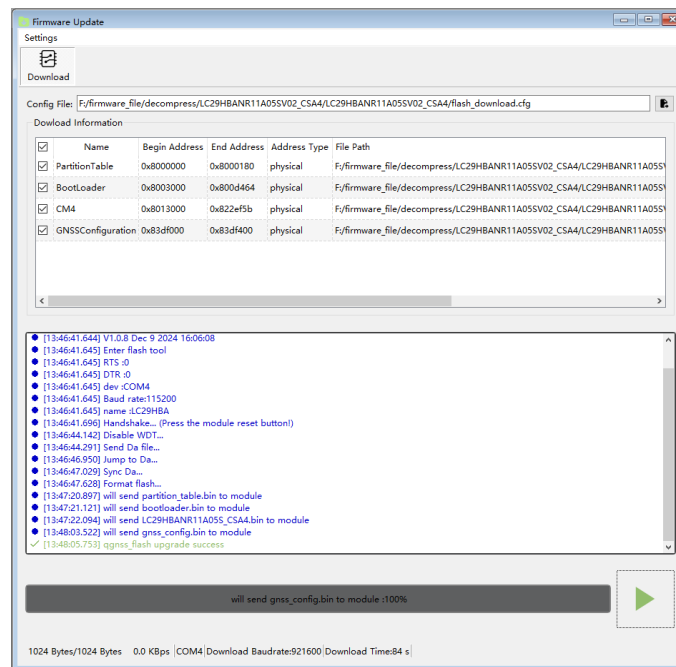 Firmware Update
Settings
Download
Config File: F:/firmware_file/decompress/LC29HBANR11A05SV02_CSA4/LC29HBANR11A05SV02_CSA4/flash_download.cfg
Dowload Information
Name Begin Address End Address Address Type File Path
PartitionTable 0x8000000 0x8000180 physical F:/firmware_file/decompress/LC29HBANR11A05SV02_CSA4/LC29HBANR11A05S
BootLoader 0x8003000 0x800d464 physical F:/firmware_file/decompress/LC29HBANR11A05SV02_CSA4/LC29HBANR11A05S
CM4 0x8013000 0x822ef5b physical F:/firmware_file/decompress/LC29HBANR11A05SV02_CSA4/LC29HBANR11A05S
GNSSConfiguration 0x83df000 0x83df400 physical F:/firmware_file/decompress/LC29HBANR11A05SV02_CSA4/LC29HBANR11A05S
[13:46:41.644] V1.0.8 Dec 9 2024 16:06:08
[13:46:41.645] Enter flash tool
[13:46:41.645] RTS :0
[13:46:41.645] DTR :0
[13:46:41.645] dev :COM4
[13:46:41.645] Baud rate:115200
[13:46:41.645] name :LC29HBA
[13:46:41.696] Handshake... (Press the module reset button!)
[13:46:44.142] Disable WDT...
[13:46:44.291] Send Da file...
[13:46:46.950] Jump to Da...
[13:46:47.029] Sync Da...
[13:46:47.628] Format flash...
[13:47:20.897] will send partition_table.bin to module
[13:47:21.121] will send bootloader.bin to module
[13:47:22.094] will send LC29HBANR11A05S_CSA4.bin to module
[13:48:03.522] will send gnss_config.bin to module
[13:48:05.753] qgnss_flash upgrade success
will send gnss_config.bin to module :100%
1024 Bytes/1024 Bytes 0.0 KBps COM4 Download Baudrate:921600 Download Time:84 s